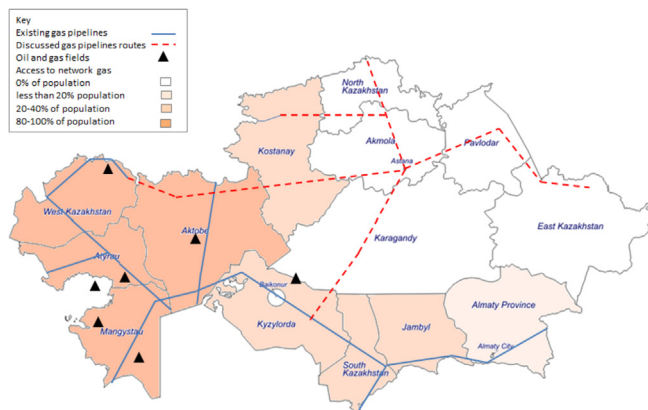 Key
Existing gas pipelines
Discussed gas pipelines routes
Oil and gas fields
Access to network gas
0% of population
less than 20% population
20-40% of population
80-100% of population
North
Kazakhstan
Kostanay
Akmola
Astana
Pavlodar
West Kazakhstan
Aktobe
East Kazakhstan
Karagandy
Atyrau
Baikonur
Almaty Province
Mangystau
Kyzylorda
Jambyl
Almaty City
South
Kazakhstan